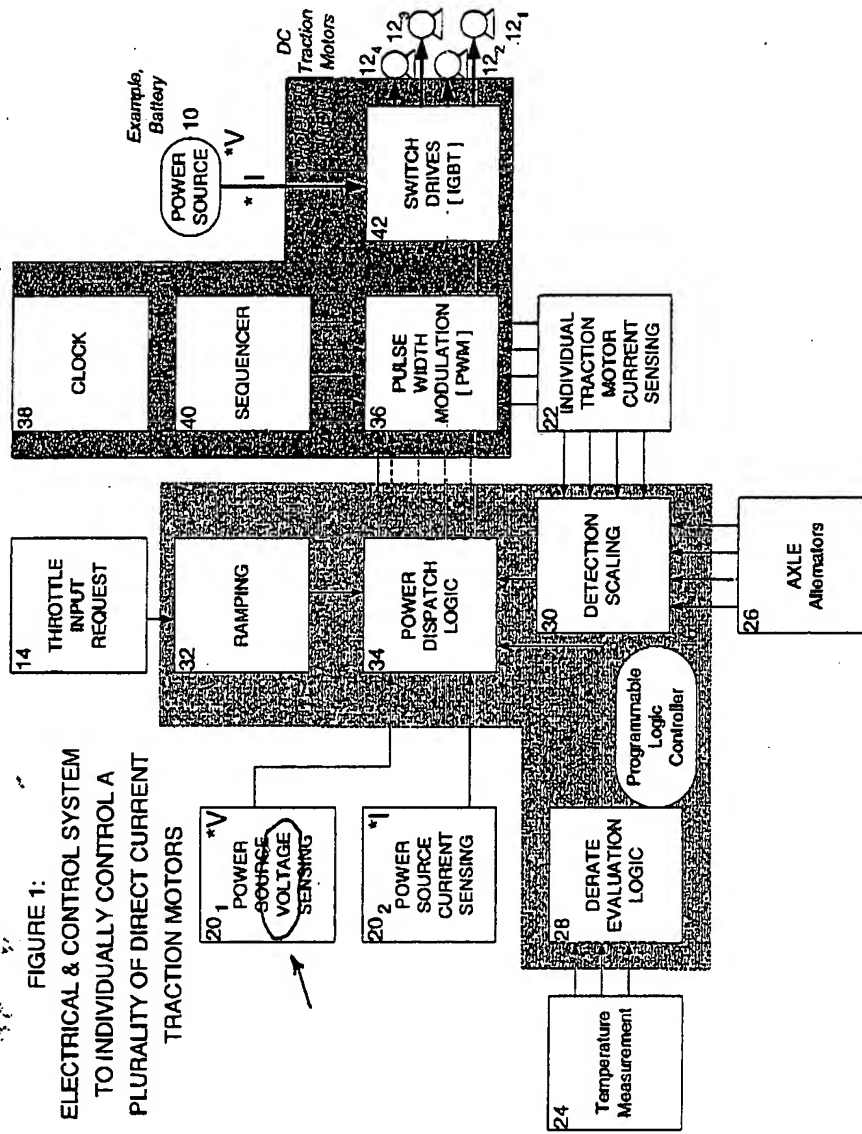 FIGURE 1:
ELECTRICAL & CONTROL SYSTEM
TO INDIVIDUALLY CONTROL A
PLURALITY OF DIRECT CURRENT
TRACTION MOTORS
14
THROTTLE
INPUT
REQUEST
38
CLOCK
Example,
Battery
POWER
SOURCE
10
*V
* I
DC
Traction
Motors
12 4
12 3
12 2
12 1
32
RAMPING
40
SEQUENCER
20 1
*V
POWER
SOURCE
VOLTAGE
SENSING
34
POWER
DISPATCH
LOGIC
36
PULSE
WIDTH
MODULATION
[ PWM ]
42
SWITCH
DRIVES
[ IGBT ]
20 2
*I
POWER
SOURCE
CURRENT
SENSING
28
DERATE
EVALUATION
LOGIC
Programmable
Logic
Controller
30
DETECTION
SCALING
22
INDIVIDUAL
TRACTION
MOTOR
CURRENT
SENSING
24
Temperature
Measurement
26
AXLE
Alternators